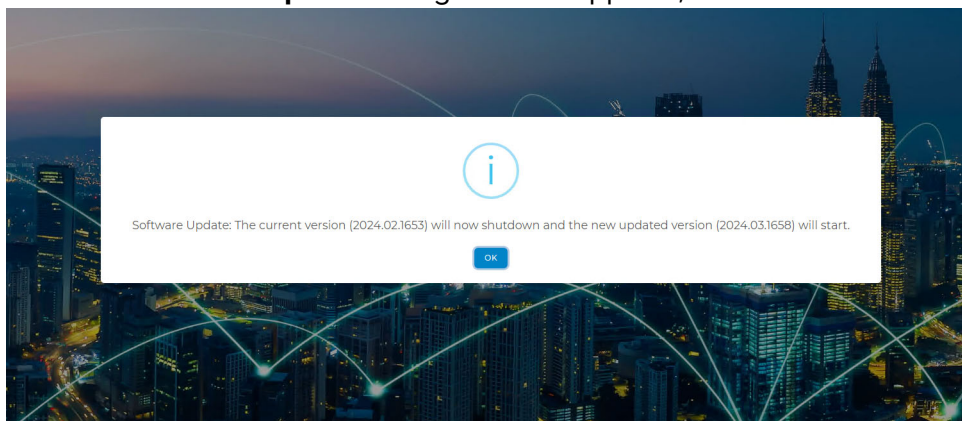 Software Update: The current version (2024.02.1653) will now shutdown and the new updated version (2024.03.1658) will start.
OK